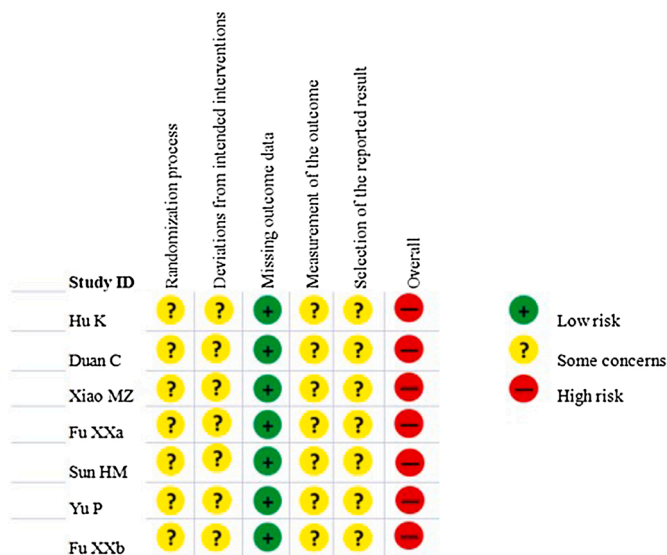 Randomization process
Deviations from intended interventions
Missing outcome data
Measurement of the outcome
Selection of the reported result
Overall
Study ID
Hu K ? ? + ? ? —
Duan C ? ? + ? ? —
Xiao MZ ? ? + ? ? —
Fu XXa ? ? + ? ? —
Sun HM ? ? + ? ? —
Yu P ? ? + ? ? —
Fu XXb ? ? + ? ? —
+ Low risk
? Some concerns
— High risk